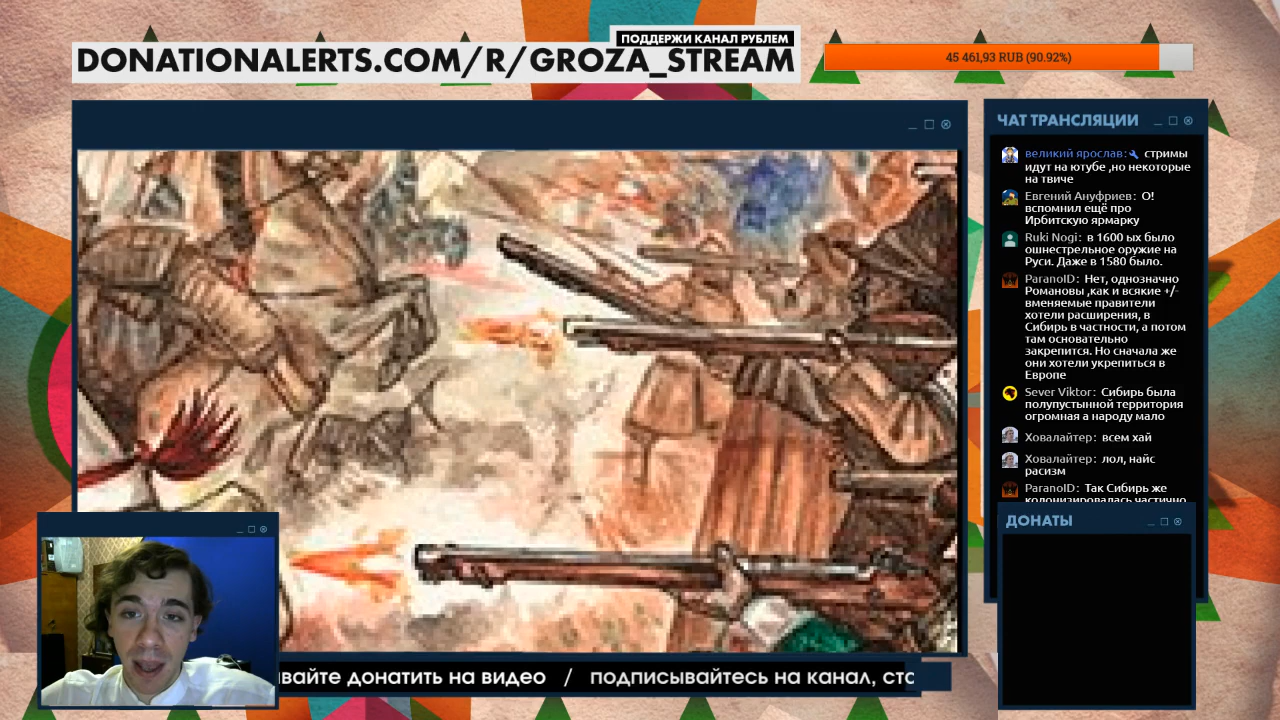 ПОДДЕРЖИ КАНАЛ РУБЛЕМ
DONATIONALERTS.COM/R/GROZA_STREAM
45 461,93 RUB (90.92%)
ЧАТ ТРАНСЛЯЦИИ
великий ярослав: стримы
идут на ютубе ,но некоторые
на твиче
Евгений Ануфриев: О!
вспомнил ещё про
Ирбитскую ярмарку
Ruki Nogi: в 1600 ых было
ошнестрельное оружие на
Руси. Даже в 1580 было.
ParanoID: Нет, однозначно
Романовы ,как и всякие +/-
вменяемые правители
хотели расширения, в
Сибирь в частности, а потом
там основательно
закрепится. Но сначала же
они хотели укрепиться в
Европе
Sever Viktor: Сибирь была
полупустынной территория
огромная а народу мало
Ховалайтер: всем хай
Ховалайтер: лол, найс
расизм
ParanoID: Так Сибирь же
колонизировалась частично
ДОНАТЫ
вайте донатить на видео / подписывайтесь на канал, ста